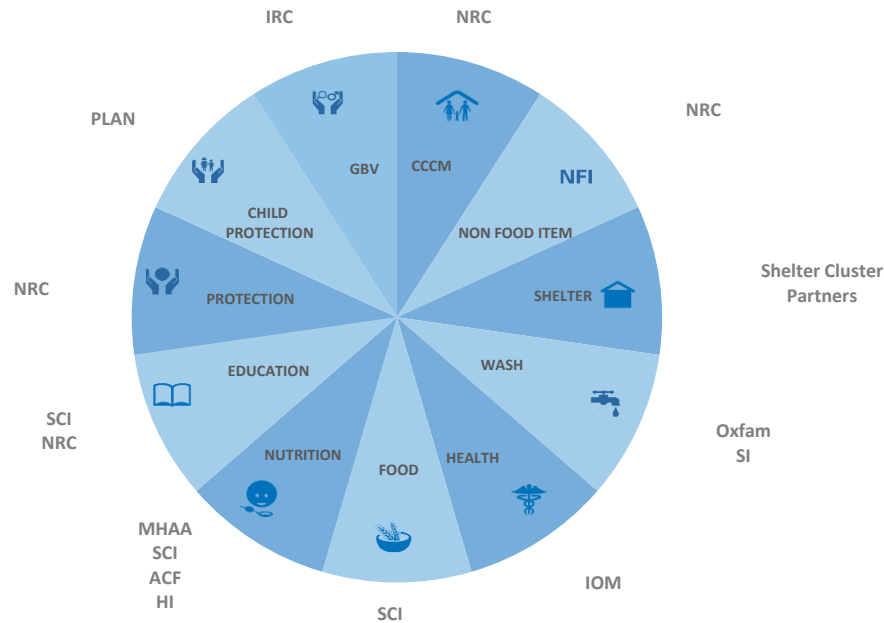 IRC
NRC
PLAN
NRC
GBV
CCCM
NFI
CHILD
PROTECTION
NON FOOD ITEM
NRC
PROTECTION
SHELTER
Shelter Cluster
Partners
EDUCATION
WASH
SCI
NRC
Oxfam
SI
NUTRITION
FOOD
HEALTH
MHAA
SCI
ACF
HI
SCI
IOM